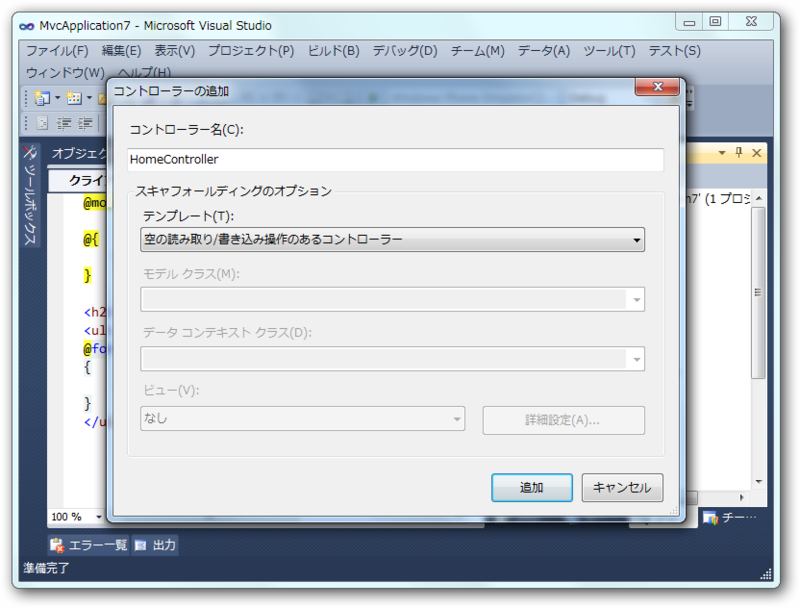 MvcApplication7 - Microsoft Visual Studio
ファイル(F) 編集(E) 表示(V) プロジェクト(P) ビルド(B) デバッグ(D) チーム(M) データ(A) ツール(T) テスト(S)
ウィンドウ(W) ヘルプ(H)
コントローラーの追加
コントローラー名(C):
HomeController
スキャフォールディングのオプション
テンプレート(T):
空の読み取り/書き込み操作のあるコントローラー
モデル クラス(M):
データ コンテキスト クラス(D):
ビュー(V):
なし
詳細設定(A)...
追加 キャンセル
ツールボックス
オブジェク
クライ
@mo
@{
}
<h2
<ul
@fo
{
}
</u
n7' (1 プロジ
100 %
チー…
エラー一覧 出力
準備完了